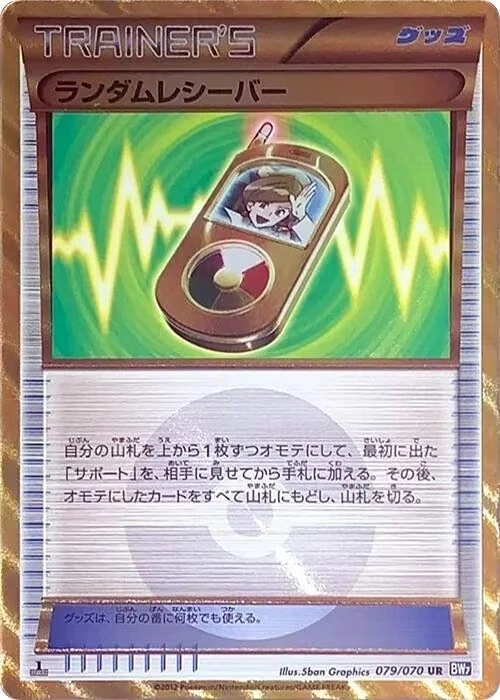 TRAINER'S
グッズ
ランダムレシーバー
自分の山札を上から1枚ずつオモテにして、最初に出た
「サポート」を、相手に見せてから手札に加える。その後、
オモテにしたカードをすべて山札にもどし、山札を切る。
グッズは、自分の番に何枚でも使える。
1
Illus.5ban Graphics 079/070 UR BW7
©2012 Pokémon/Nintendo/Creatures/GAME FREAK